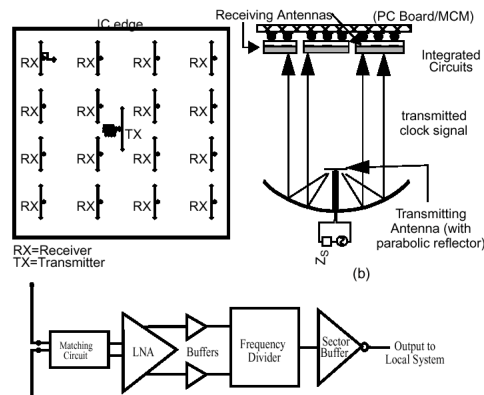 IC edge
RX RX RX RX
RX RX RX RX
TX
RX RX RX RX
RX RX RX RX
RX=Receiver
TX=Transmitter
Receiving Antennas
(PC Board/MCM)
Integrated
Circuits
transmitted
clock signal
Transmitting
Antenna (with
parabolic reflector)
ZS
(b)
Matching
Circuit
LNA
Buffers
Frequency
Divider
Sector
Buffer
Output to
Local System